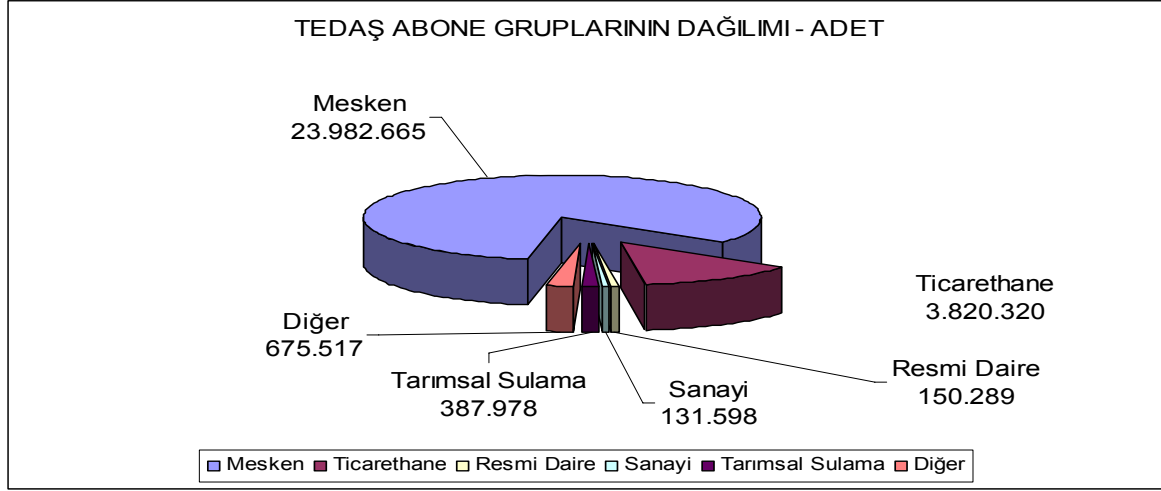 TEDAŞ ABONE GRUPLARININ DAĞILIMI - ADET
Mesken
23.982.665
Ticarethane
3.820.320
Diğer
675.517
Tarımsal Sulama
387.978
Sanayi
131.598
Resmi Daire
150.289
Mesken Ticarethane Resmi Daire Sanayi Tarımsal Sulama Diğer